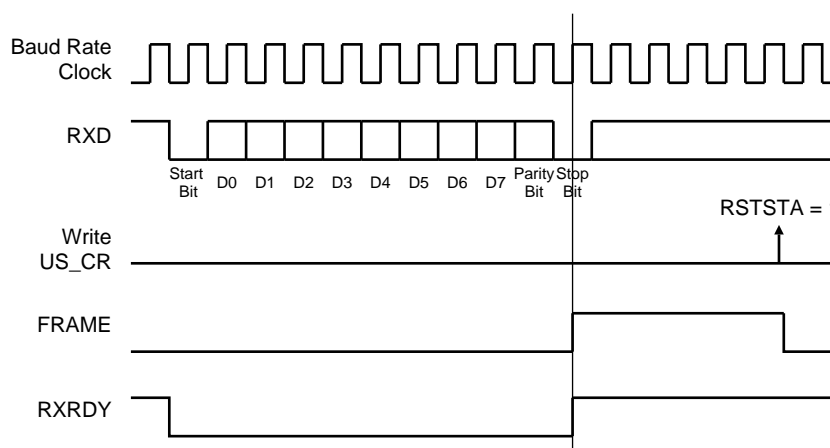 Baud Rate
Clock
RXD
Start
Bit
D0 D1 D2 D3 D4 D5 D6 D7
Parity
Bit
Stop
Bit
RSTSTA =
Write
US_CR
FRAME
RXRDY